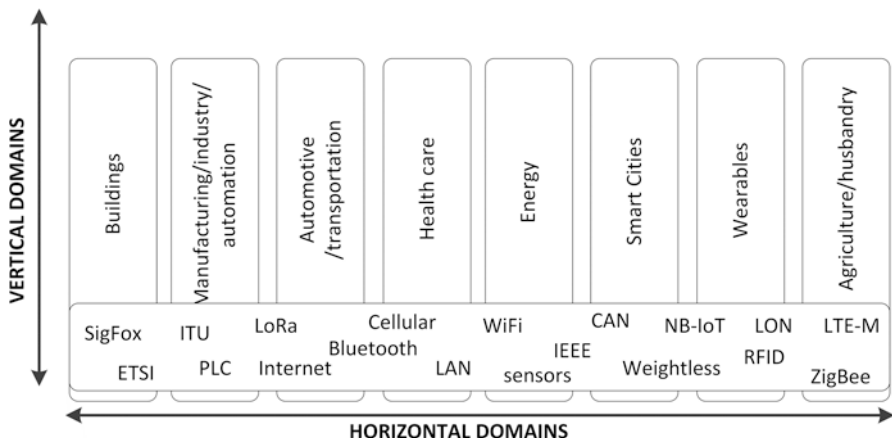 VERTICAL DOMAINS
Buildings
Manufacturing/industry/
automation
Automotive
/transportation
Health care
Energy
Smart Cities
Wearables
Agriculture/husbandry
SigFox
ITU
LoRa
Cellular
WiFi
CAN
NB-IoT
LON
LTE-M
ETSI
PLC
Internet
Bluetooth
LAN
sensors
IEEE
Weightless
RFID
ZigBee
HORIZONTAL DOMAINS